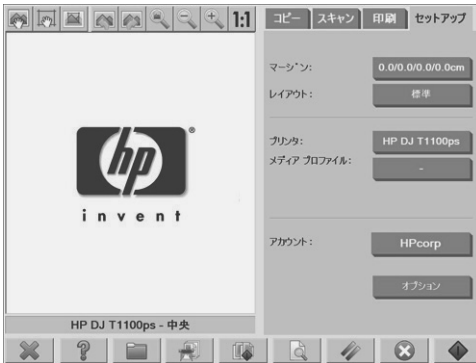 1:1
コピー スキャン 印刷 セットアップ
マージン: 0.0/0.0/0.0/0.0cm
レイアウト: 標準
hp
®
invent
プリンタ: HP DJ T1100ps
メディア プロファイル: -
アカウント: HPcorp
オプション
HP DJ T1100ps - 中央
?